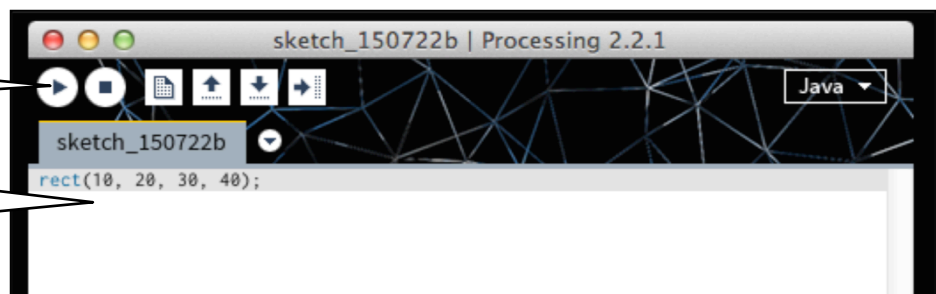 sketch_150722b | Processing 2.2.1
Java
sketch_150722b
rect(10, 20, 30, 40);